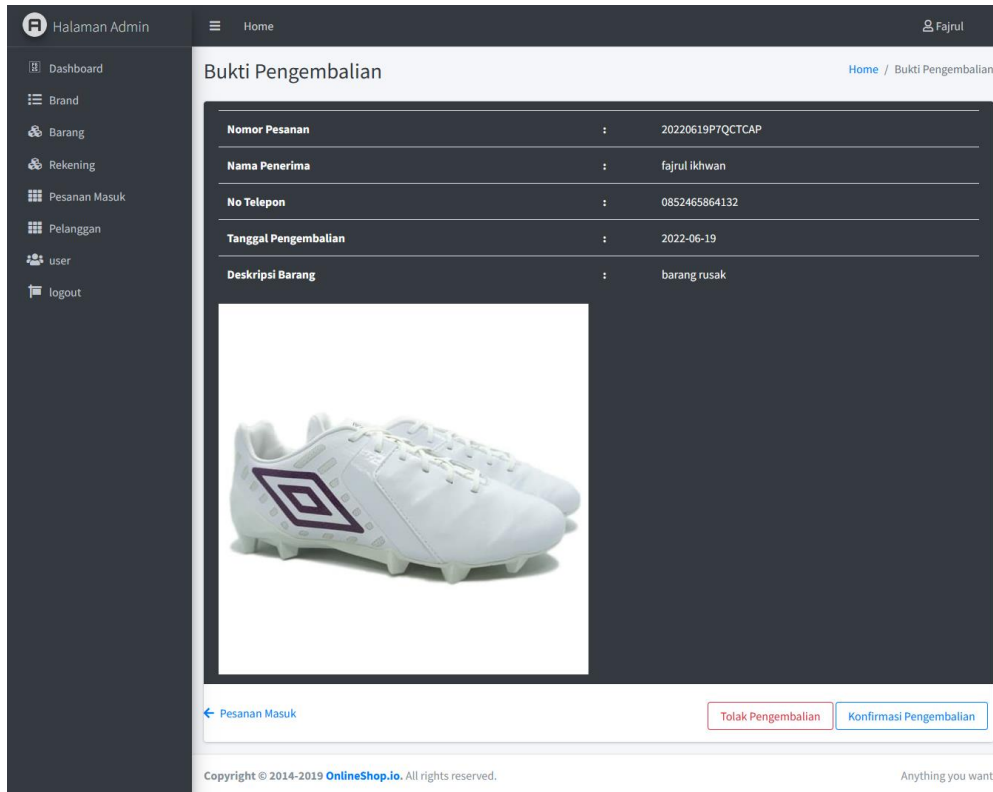 Halaman Admin
Home
Fajrul
Dashboard
Brand
Barang
Rekening
Pesanan Masuk
Pelanggan
user
logout
Bukti Pengembalian
Home / Bukti Pengembalian
Nomor Pesanan : 20220619P7QCTCAP
Nama Penerima : fajrul ikhwan
No Telepon : 0852465864132
Tanggal Pengembalian : 2022-06-19
Deskripsi Barang : barang rusak
Pesanan Masuk
Tolak Pengembalian
Konfirmasi Pengembalian
Copyright © 2014-2019 OnlineShop.io. All rights reserved.
Anything you want